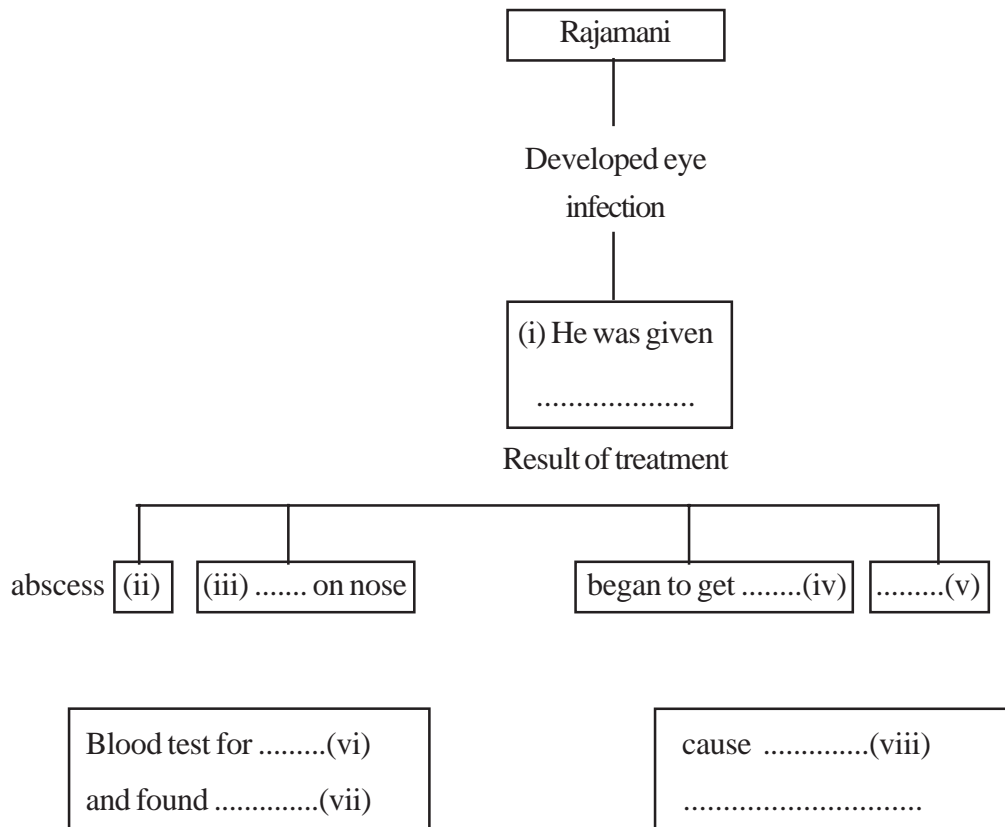 Rajamani
Developed eye
infection
(i) He was given
....................
Result of treatment
abscess (ii) (iii) ....... on nose began to get ........(iv) .........(v)
Blood test for .........(vi)
and found ..............(vii)
cause ..............(viii)
..............................